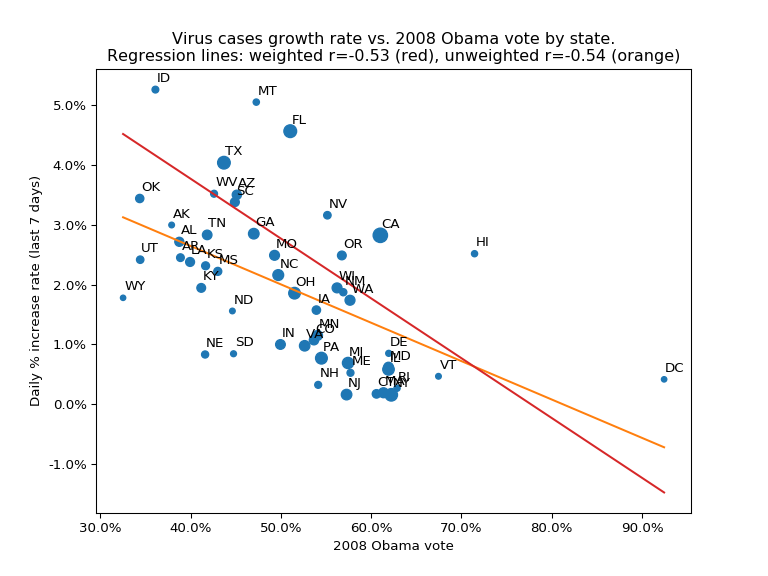 Virus cases growth rate vs. 2008 Obama vote by state.
Regression lines: weighted r=-0.53 (red), unweighted r=-0.54 (orange)
Daily % increase rate (last 7 days)
5.0%
4.0%
3.0%
2.0%
1.0%
0.0%
-1.0%
ID
MT
FL
TX
WV
AZ
SC
OK
AK
NV
CA
GA
TN
AL
HI
UT
AR
LA
KS
MS
MO
OR
NC
KY
WY
OH
WI
NM
WA
ND
IA
MN
CO
VA
IN
NE
SD
PA
DE
MD
IL
MI
ME
VT
DC
NH
NJ
CT
RI
NY
30.0%
40.0%
50.0%
60.0%
70.0%
80.0%
90.0%
2008 Obama vote